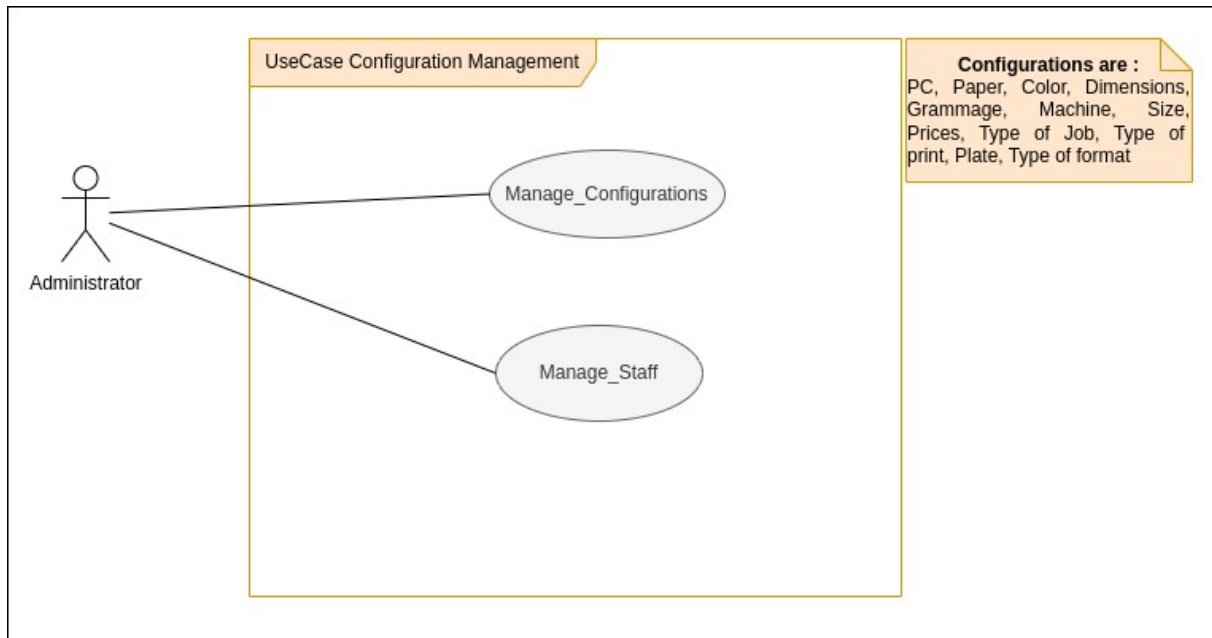 UseCase Configuration Management
Configurations are :
PC, Paper, Color, Dimensions,
Grammage, Machine, Size,
Prices, Type of Job, Type of
print, Plate, Type of format
Manage_Configurations
Administrator
Manage_Staff